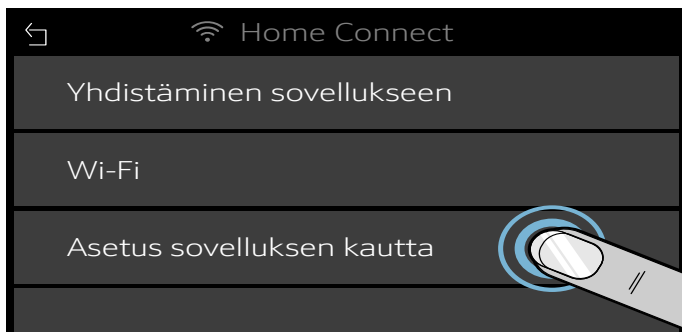 Home Connect
Yhdistäminen sovellukseen
Wi-Fi
Asetus sovelluksen kautta